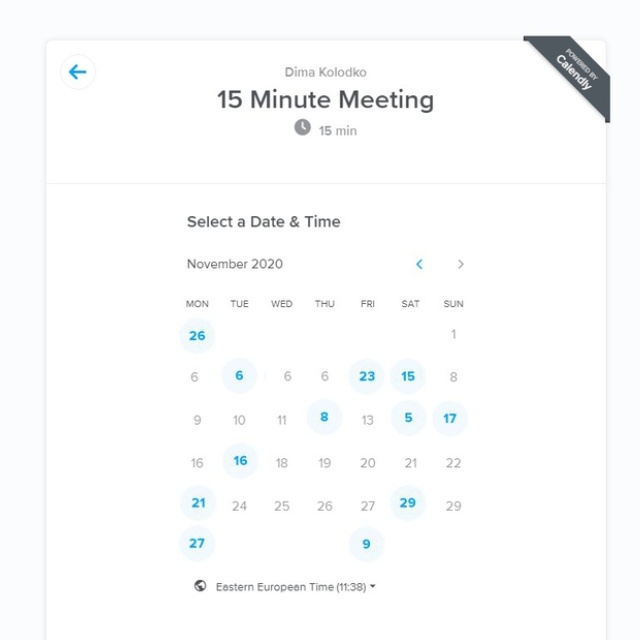 POWERED BY
Calendly
Dima Kolodko
15 Minute Meeting
15 min
Select a Date & Time
November 2020
MON TUE WED THU FRI SAT SUN
26 1
6 6 6 6 23 15 8
9 10 11 8 13 5 17
16 16 18 19 20 21 22
21 24 25 26 27 29 29
27 9
Eastern European Time (11:38)